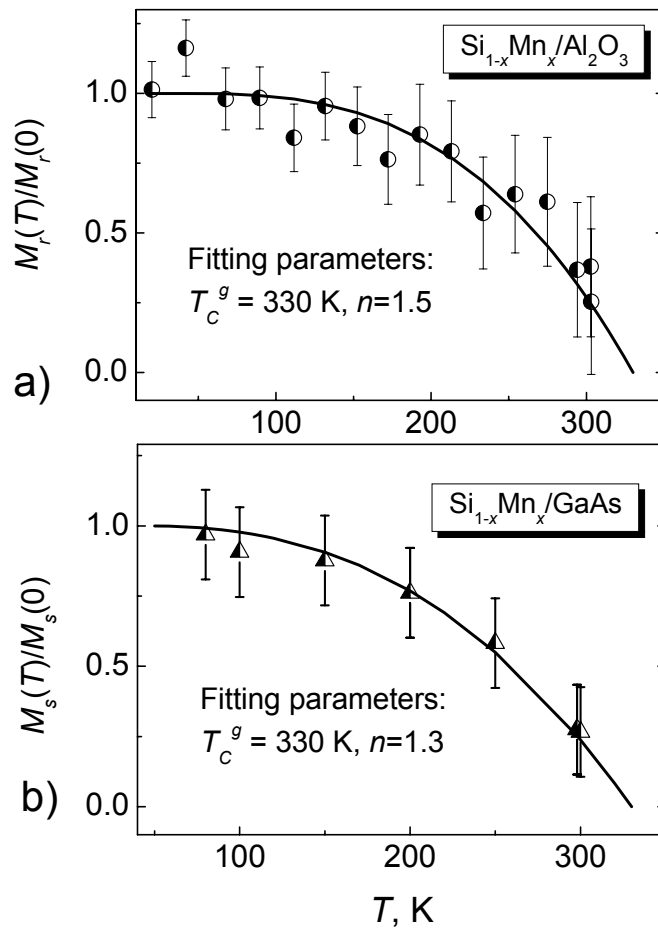 Si₁₋ₓMnₓ/Al₂O₃
Mᵣ(T)/Mᵣ(0)
1.0
0.5
0.0
Fitting parameters:
T_C^g = 330 K, n=1.5
a)
100 200 300
Si₁₋ₓMnₓ/GaAs
Mₛ(T)/Mₛ(0)
1.0
0.5
0.0
Fitting parameters:
T_C^g = 330 K, n=1.3
b)
100 200 300
T, K